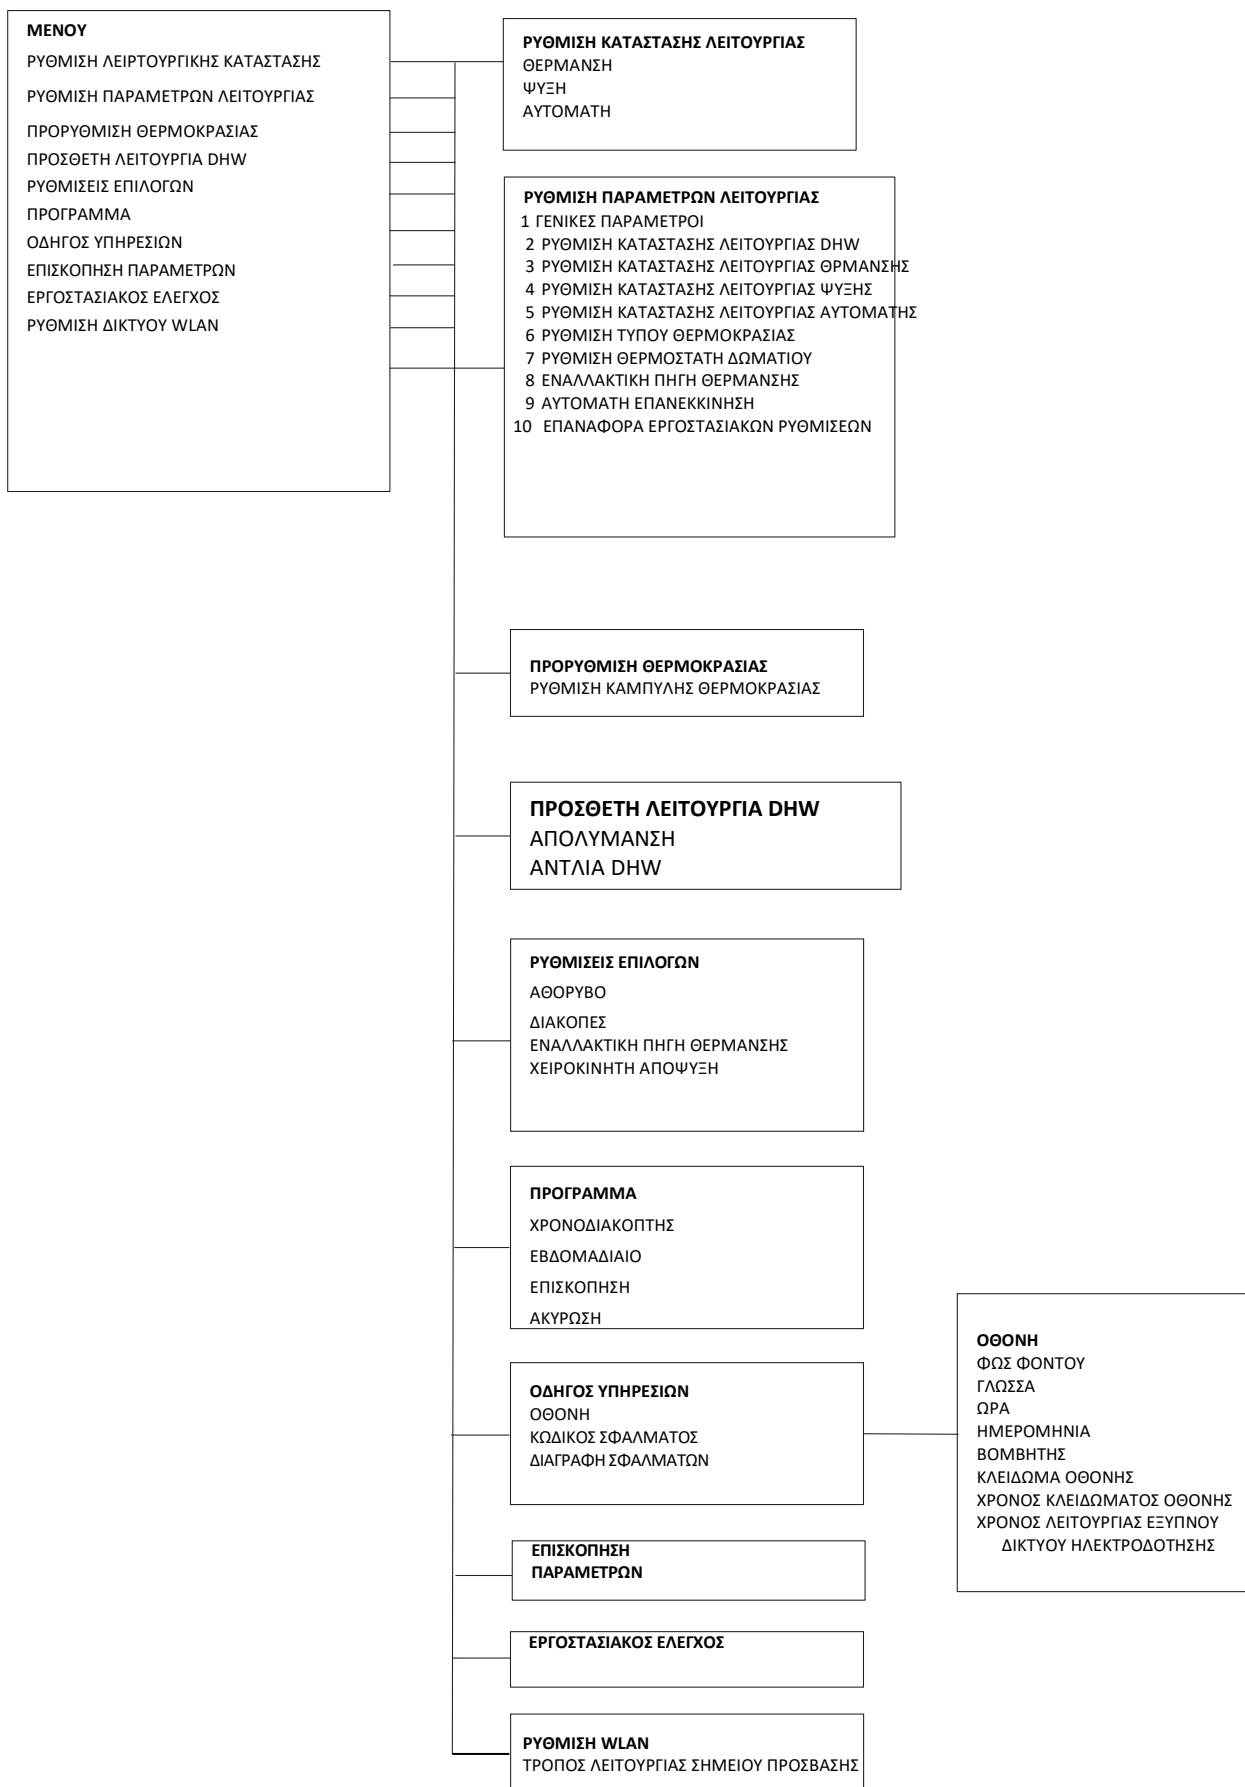 ΜΕΝΟΥ
ΡΥΘΜΙΣΗ ΛΕΙΡΤΟΥΡΓΙΚΗΣ ΚΑΤΑΣΤΑΣΗΣ
ΡΥΘΜΙΣΗ ΠΑΡΑΜΕΤΡΩΝ ΛΕΙΤΟΥΡΓΙΑΣ
ΠΡΟΡΥΘΜΙΣΗ ΘΕΡΜΟΚΡΑΣΙΑΣ
ΠΡΟΣΘΕΤΗ ΛΕΙΤΟΥΡΓΙΑ DHW
ΡΥΘΜΙΣΕΙΣ ΕΠΙΛΟΓΩΝ
ΠΡΟΓΡΑΜΜΑ
ΟΔΗΓΟΣ ΥΠΗΡΕΣΙΩΝ
ΕΠΙΣΚΟΠΗΣΗ ΠΑΡΑΜΕΤΡΩΝ
ΕΡΓΟΣΤΑΣΙΑΚΟΣ ΕΛΕΓΧΟΣ
ΡΥΘΜΙΣΗ ΔΙΚΤΥΟΥ WLAN
ΡΥΘΜΙΣΗ ΚΑΤΑΣΤΑΣΗΣ ΛΕΙΤΟΥΡΓΙΑΣ
ΘΕΡΜΑΝΣΗ
ΨΥΞΗ
ΑΥΤΟΜΑΤΗ
ΡΥΘΜΙΣΗ ΠΑΡΑΜΕΤΡΩΝ ΛΕΙΤΟΥΡΓΙΑΣ
1 ΓΕΝΙΚΕΣ ΠΑΡΑΜΕΤΡΟΙ
2 ΡΥΘΜΙΣΗ ΚΑΤΑΣΤΑΣΗΣ ΛΕΙΤΟΥΡΓΙΑΣ DHW
3 ΡΥΘΜΙΣΗ ΚΑΤΑΣΤΑΣΗΣ ΛΕΙΤΟΥΡΓΙΑΣ ΘΡΜΑΝΣΗΣ
4 ΡΥΘΜΙΣΗ ΚΑΤΑΣΤΑΣΗΣ ΛΕΙΤΟΥΡΓΙΑΣ ΨΥΞΗΣ
5 ΡΥΘΜΙΣΗ ΚΑΤΑΣΤΑΣΗΣ ΛΕΙΤΟΥΡΓΙΑΣ ΑΥΤΟΜΑΤΗΣ
6 ΡΥΘΜΙΣΗ ΤΥΠΟΥ ΘΕΡΜΟΚΡΑΣΙΑΣ
7 ΡΥΘΜΙΣΗ ΘΕΡΜΟΣΤΑΤΗ ΔΩΜΑΤΙΟΥ
8 ΕΝΑΛΛΑΚΤΙΚΗ ΠΗΓΗ ΘΕΡΜΑΝΣΗΣ
9 ΑΥΤΟΜΑΤΗ ΕΠΑΝΕΚΚΙΝΗΣΗ
10 ΕΠΑΝΑΦΟΡΑ ΕΡΓΟΣΤΑΣΙΑΚΩΝ ΡΥΘΜΙΣΕΩΝ
ΠΡΟΡΥΘΜΙΣΗ ΘΕΡΜΟΚΡΑΣΙΑΣ
ΡΥΘΜΙΣΗ ΚΑΜΠΥΛΗΣ ΘΕΡΜΟΚΡΑΣΙΑΣ
ΠΡΟΣΘΕΤΗ ΛΕΙΤΟΥΡΓΙΑ DHW
ΑΠΟΛΥΜΑΝΣΗ
ΑΝΤΛΙΑ DHW
ΡΥΘΜΙΣΕΙΣ ΕΠΙΛΟΓΩΝ
ΑΘΟΡΥΒΟ
ΔΙΑΚΟΠΕΣ
ΕΝΑΛΛΑΚΤΙΚΗ ΠΗΓΗ ΘΕΡΜΑΝΣΗΣ
ΧΕΙΡΟΚΙΝΗΤΗ ΑΠΟΨΥΞΗ
ΠΡΟΓΡΑΜΜΑ
ΧΡΟΝΟΔΙΑΚΟΠΤΗΣ
ΕΒΔΟΜΑΔΙΑΙΟ
ΕΠΙΣΚΟΠΗΣΗ
ΑΚΥΡΩΣΗ
ΟΔΗΓΟΣ ΥΠΗΡΕΣΙΩΝ
ΟΘΟΝΗ
ΚΩΔΙΚΟΣ ΣΦΑΛΜΑΤΟΣ
ΔΙΑΓΡΑΦΗ ΣΦΑΛΜΑΤΩΝ
ΟΘΟΝΗ
ΦΩΣ ΦΟΝΤΟΥ
ΓΛΩΣΣΑ
ΩΡΑ
ΗΜΕΡΟΜΗΝΙΑ
ΒΟΜΒΗΤΗΣ
ΚΛΕΙΔΩΜΑ ΟΘΟΝΗΣ
ΧΡΟΝΟΣ ΚΛΕΙΔΩΜΑΤΟΣ ΟΘΟΝΗΣ
ΧΡΟΝΟΣ ΛΕΙΤΟΥΡΓΙΑΣ ΕΞΥΠΝΟΥ
ΔΙΚΤΥΟΥ ΗΛΕΚΤΡΟΔΟΤΗΣΗΣ
ΕΠΙΣΚΟΠΗΣΗ
ΠΑΡΑΜΕΤΡΩΝ
ΕΡΓΟΣΤΑΣΙΑΚΟΣ ΕΛΕΓΧΟΣ
ΡΥΘΜΙΣΗ WLAN
ΤΡΟΠΟΣ ΛΕΙΤΟΥΡΓΙΑΣ ΣΗΜΕΙΟΥ ΠΡΟΣΒΑΣΗΣ